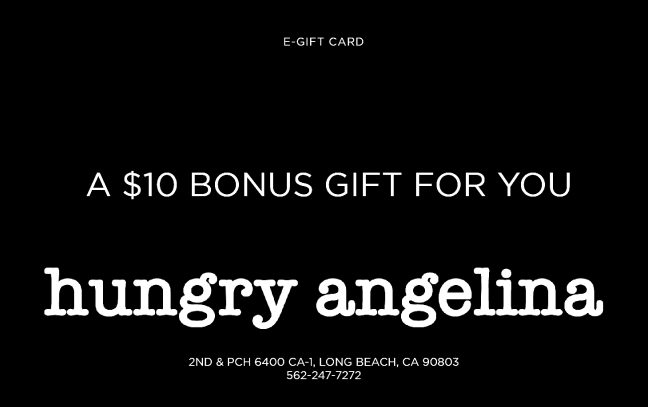 E-GIFT CARD
A $10 BONUS GIFT FOR YOU
hungry angelina
2ND & PCH 6400 CA-1, LONG BEACH, CA 90803
562-247-7272